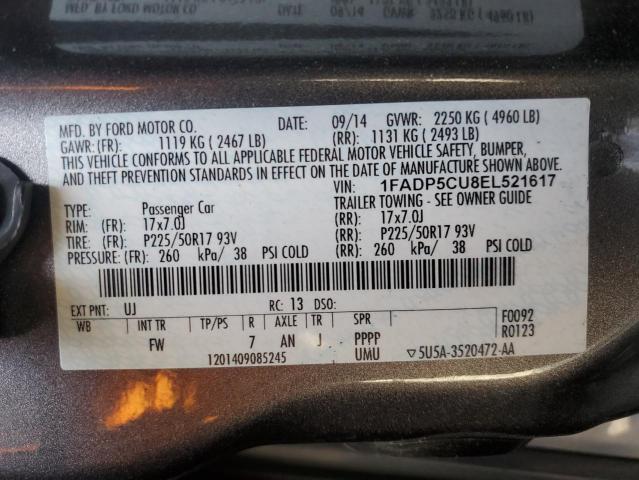 MFD. BY FORD MOTOR CO.
DATE: 09/14 GVWR: 2250 KG ( 4960 LB)
GAWR: (FR): 1119 KG ( 2467 LB) (RR): 1131 KG ( 2493 LB)
THIS VEHICLE CONFORMS TO ALL APPLICABLE FEDERAL MOTOR VEHICLE SAFETY, BUMPER,
AND THEFT PREVENTION STANDARDS IN EFFECT ON THE DATE OF MANUFACTURE SHOWN ABOVE.
VIN: 1FADP5CU8EL521617
TYPE: Passenger Car TRAILER TOWING - SEE OWNER GUIDE
RIM: (FR): 17x7.0J (RR): 17x7.0J
TIRE: (FR): P225/50R17 93V (RR): P225/50R17 93V
PRESSURE: (FR): 260 kPa/ 38 PSI COLD (RR): 260 kPa/ 38 PSI COLD
EXT PNT: UJ RC: 13 DSO:
WB INT TR TP/PS R AXLE TR SPR F0092
FW 7 AN J PPPP R0123
1201409085245 UMU 5U5A-3520472-AA